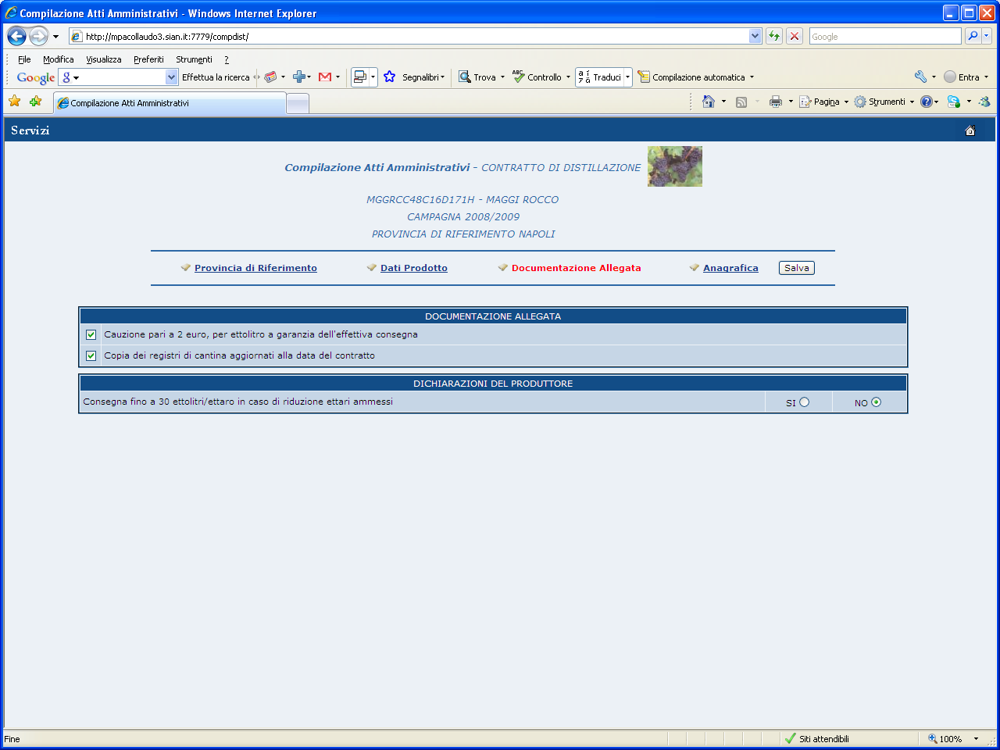 Compilazione Atti Amministrativi - Windows Internet Explorer
http://mpacollaudo3.sian.it:7779/compdist/
Google
File Modifica Visualizza Preferiti Strumenti ?
Google g Effettua la ricerca Segnalibri Trova ABC Controllo Traduci Compilazione automatica Entra
Compilazione Atti Amministrativi
Pagina Strumenti
Servizi
Compilazione Atti Amministrativi - CONTRATTO DI DISTILLAZIONE
MGGRCC48C16D171H - MAGGI ROCCO
CAMPAGNA 2008/2009
PROVINCIA DI RIFERIMENTO NAPOLI
Provincia di Riferimento Dati Prodotto Documentazione Allegata Anagrafica Salva
DOCUMENTAZIONE ALLEGATA
Cauzione pari a 2 euro, per ettolitro a garanzia dell'effettiva consegna
Copia dei registri di cantina aggiornati alla data del contratto
DICHIARAZIONI DEL PRODUTTORE
Consegna fino a 30 ettolitri/ettaro in caso di riduzione ettari ammessi SI NO
Fine Siti attendibili 100%